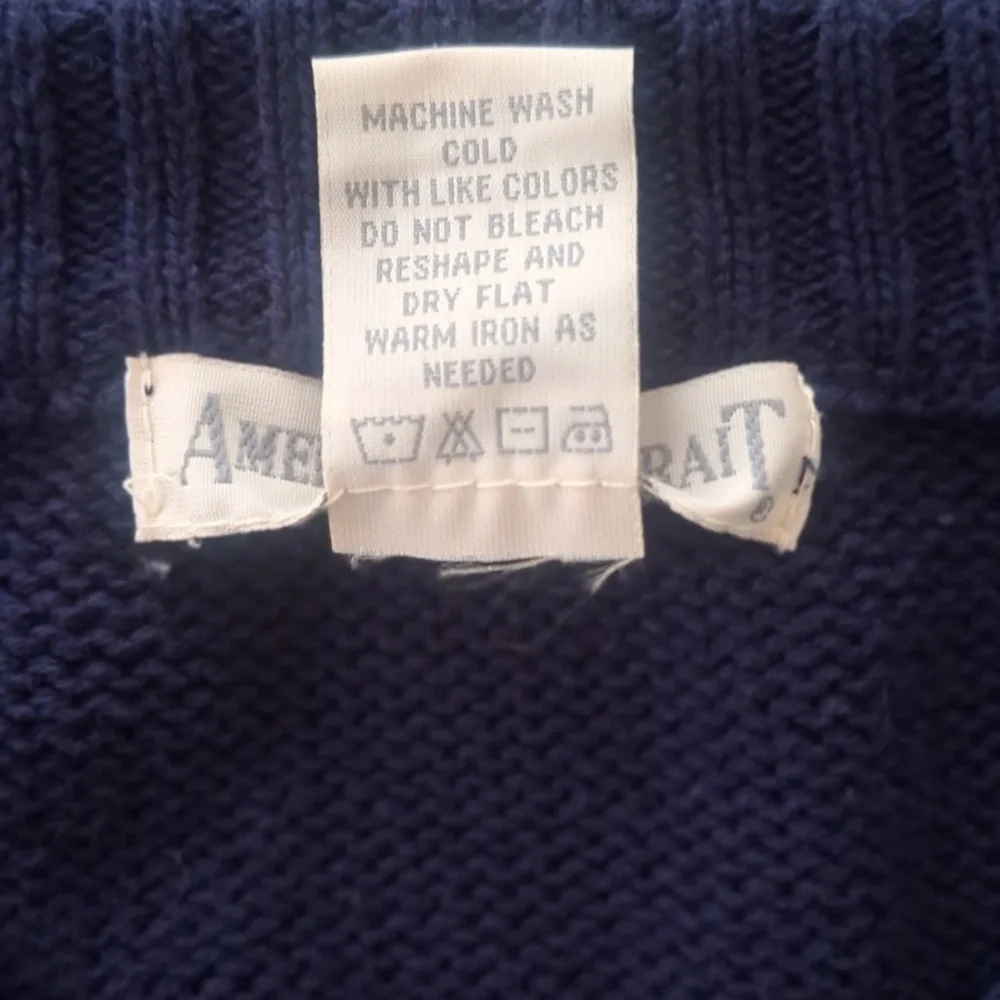 MACHINE WASH
COLD
WITH LIKE COLORS
DO NOT BLEACH
RESHAPE AND
DRY FLAT
WARM IRON AS
NEEDED